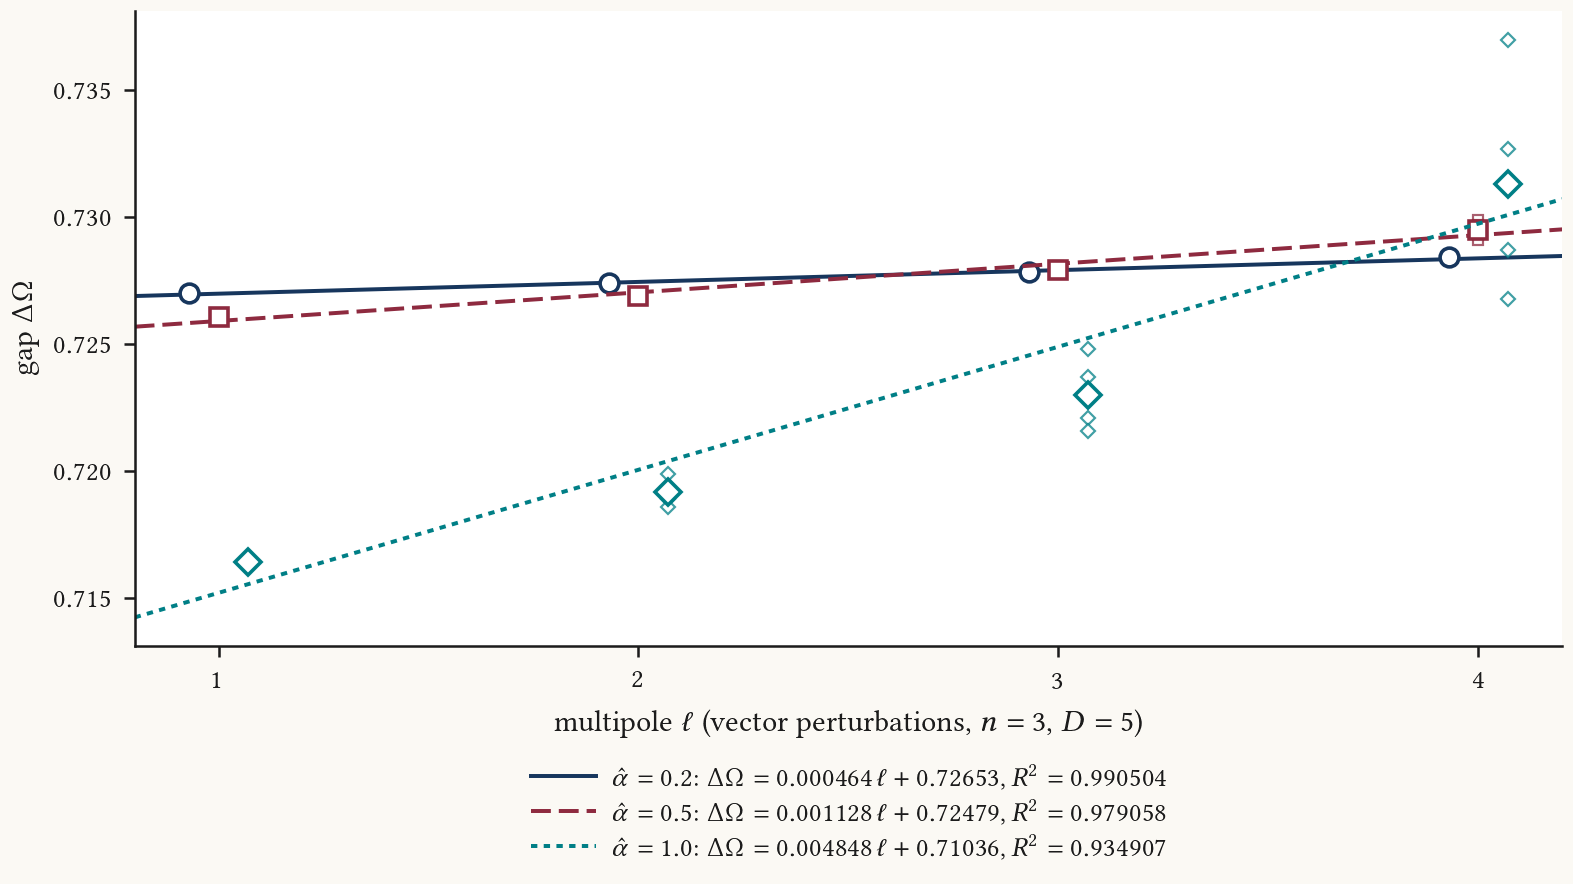 0.735
0.730
0.725
0.720
0.715
gap ΔΩ
1 2 3 4
multipole ℓ (vector perturbations, n = 3, D = 5)
α̂ = 0.2: ΔΩ = 0.000464 ℓ + 0.72653, R² = 0.990504
α̂ = 0.5: ΔΩ = 0.001128 ℓ + 0.72479, R² = 0.979058
α̂ = 1.0: ΔΩ = 0.004848 ℓ + 0.71036, R² = 0.934907